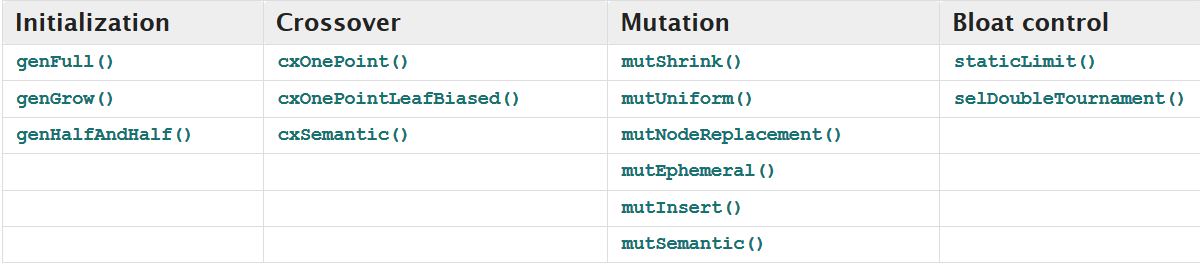 Initialization Crossover Mutation Bloat control
genFull() cxOnePoint() mutShrink() staticLimit()
genGrow() cxOnePointLeafBiased() mutUniform() selDoubleTournament()
genHalfAndHalf() cxSemantic() mutNodeReplacement()
mutEphemeral()
mutInsert()
mutSemantic()